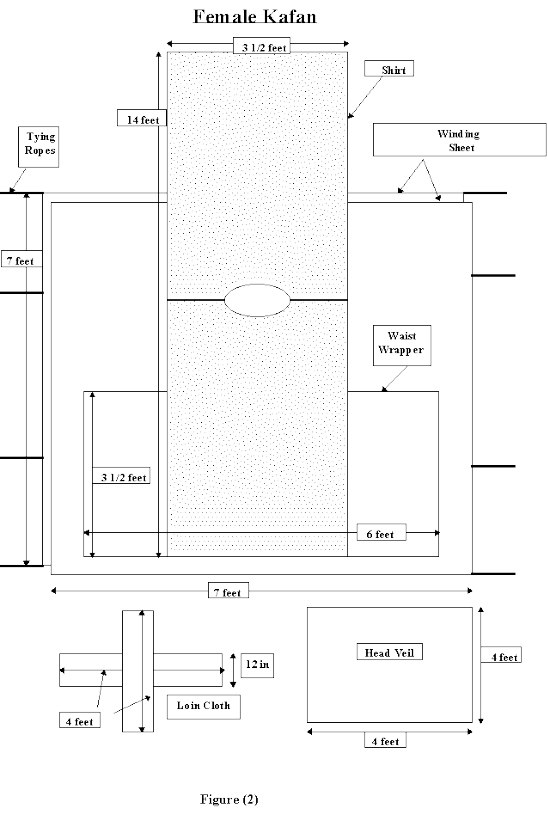 Female Kafan
3 1/2 feet
Shirt
14 feet
Tying
Ropes
Winding
Sheet
7 feet
Waist
Wrapper
3 1/2 feet
6 feet
7 feet
12 in
Head Veil
4 feet
Loin Cloth
4 feet
4 feet
Figure (2)